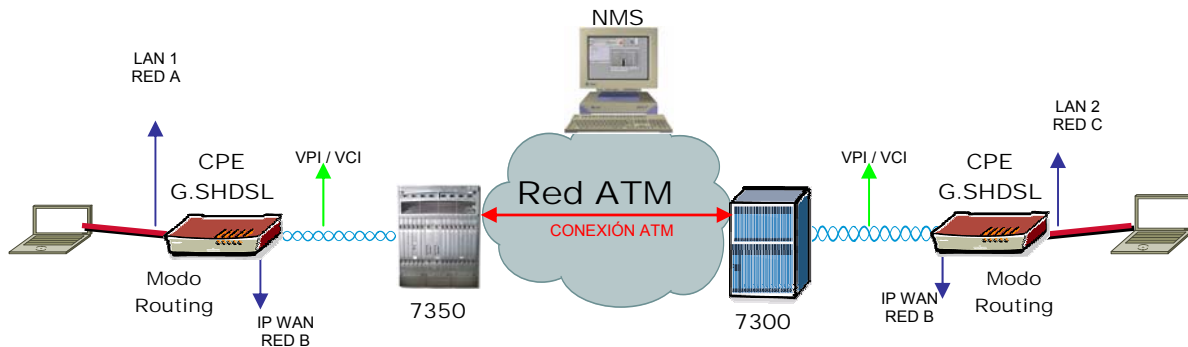 NMS
LAN 1
RED A
CPE
G.SHDSL
VPI / VCI
Modo
Routing
IP WAN
RED B
7350
Red ATM
CONEXIÓN ATM
7300
VPI / VCI
LAN 2
RED C
CPE
G.SHDSL
IP WAN
RED B
Modo
Routing